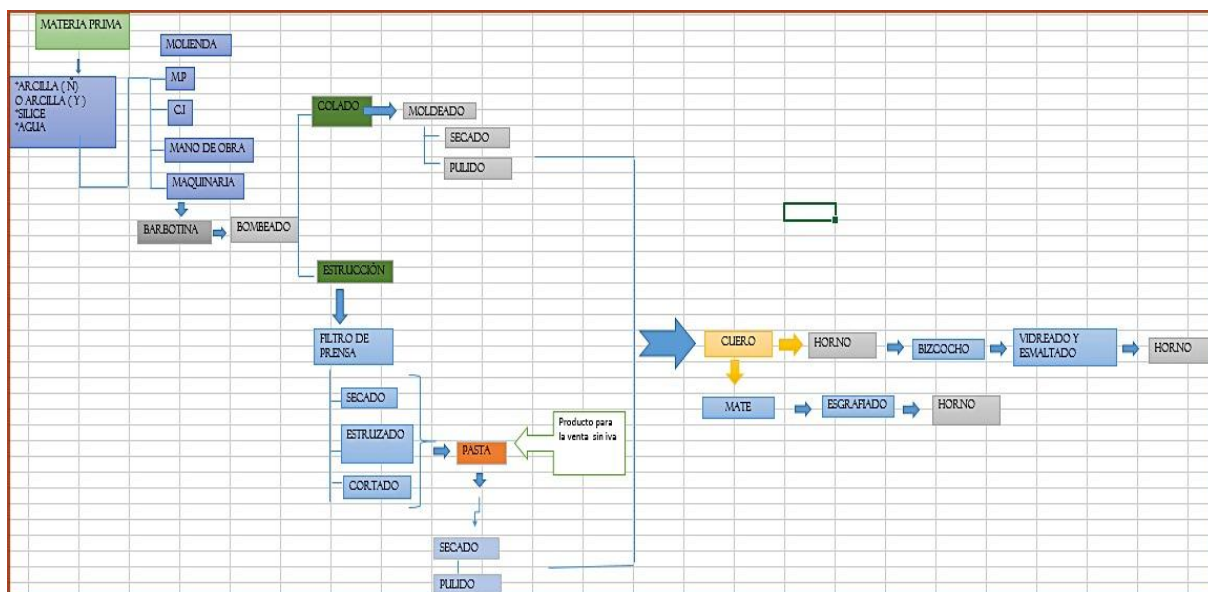 MATERIA PRIMA
MOLIENDA
*ARCILLA ( Ñ)
O ARCILLA ( Y )
*SILICE
*AGUA
M.P
C.I
MANO DE OBRA
MAQUINARIA
BARBOTINA
BOMBEADO
COLADO
MOLDEADO
SECADO
PULIDO
ESTRUCCIÓN
FILTRO DE
PRENSA
SECADO
ESTRUZADO
CORTADO
PASTA
Producto para
la venta sin iva
SECADO
PULIDO
CUERO
HORNO
BIZCOCHO
VIDREADO Y
ESMALTADO
HORNO
MATE
ESGRAFIADO
HORNO